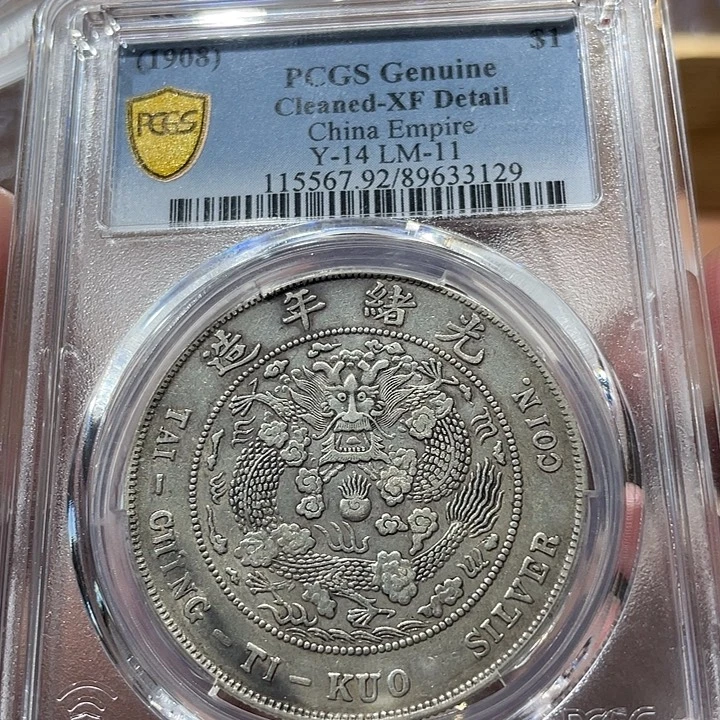 (1908)
$1
PCGS Genuine
Cleaned-XF Detail
China Empire
Y-14 LM-11
115567.92/89633129
PCGS
光緒年造
TAI-CHING-TI-KUO SILVER COIN.